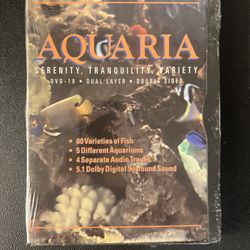 AQUARIA
SERENITY, TRANQUILITY, VARIETY
DVD-18 • DUAL LAYER • DOUBLE SIDED
• 60 Varieties of Fish
• 5 Different Aquariums
• 4 Separate Audio Tracks
• 5.1 Dolby Digital Surround Sound